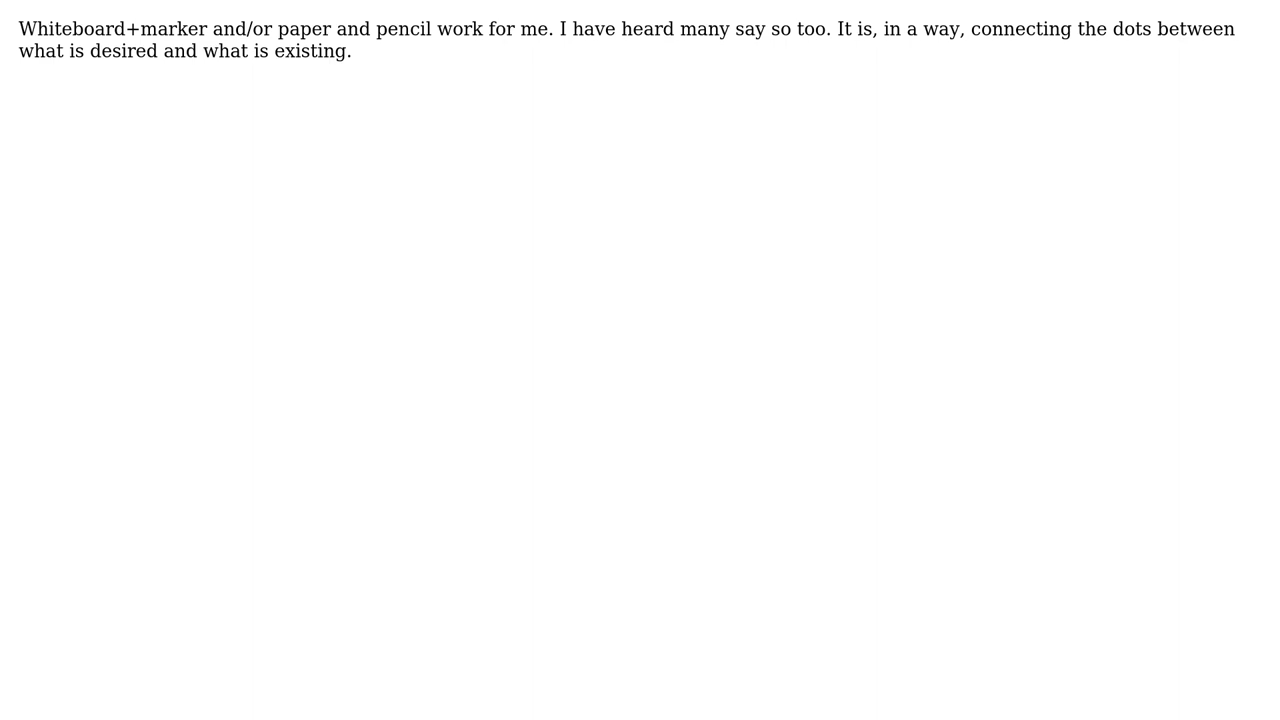 Whiteboard+marker and/or paper and pencil work for me. I have heard many say so too. It is, in a way, connecting the dots between
what is desired and what is existing.